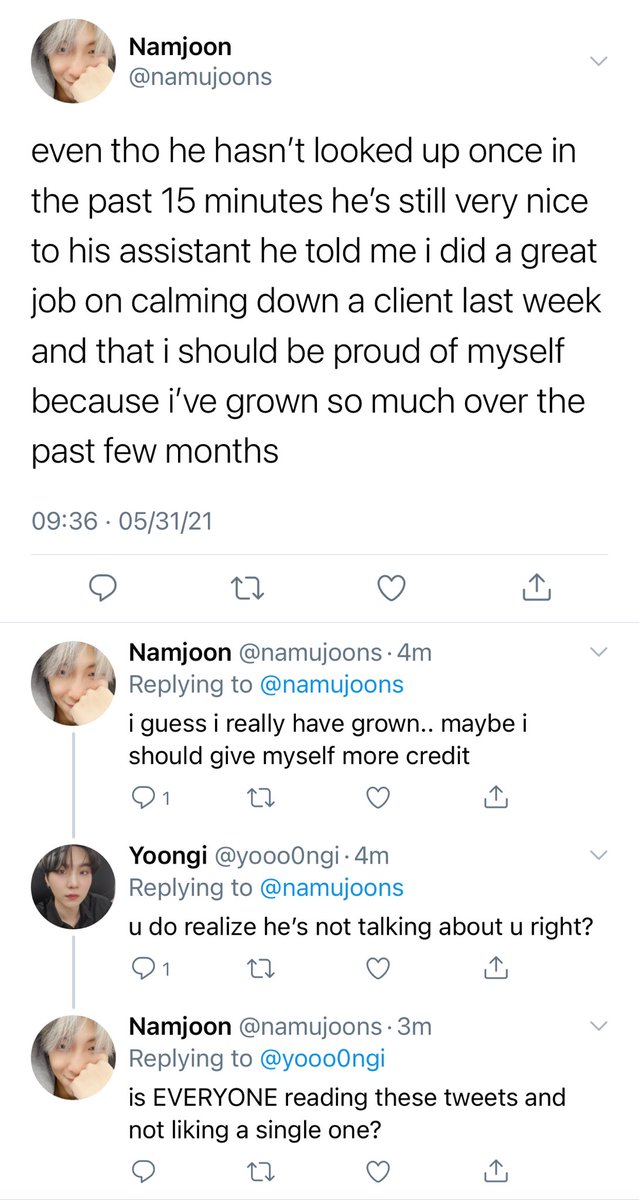 Namjoon
@namujoons
even tho he hasn’t looked up once in
the past 15 minutes he’s still very nice
to his assistant he told me i did a great
job on calming down a client last week
and that i should be proud of myself
because i’ve grown so much over the
past few months
09:36 · 05/31/21
Namjoon @namujoons · 4m
Replying to @namujoons
i guess i really have grown.. maybe i
should give myself more credit
1
Yoongi @yooo0ngi · 4m
Replying to @namujoons
u do realize he’s not talking about u right?
1
Namjoon @namujoons · 3m
Replying to @yooo0ngi
is EVERYONE reading these tweets and
not liking a single one?